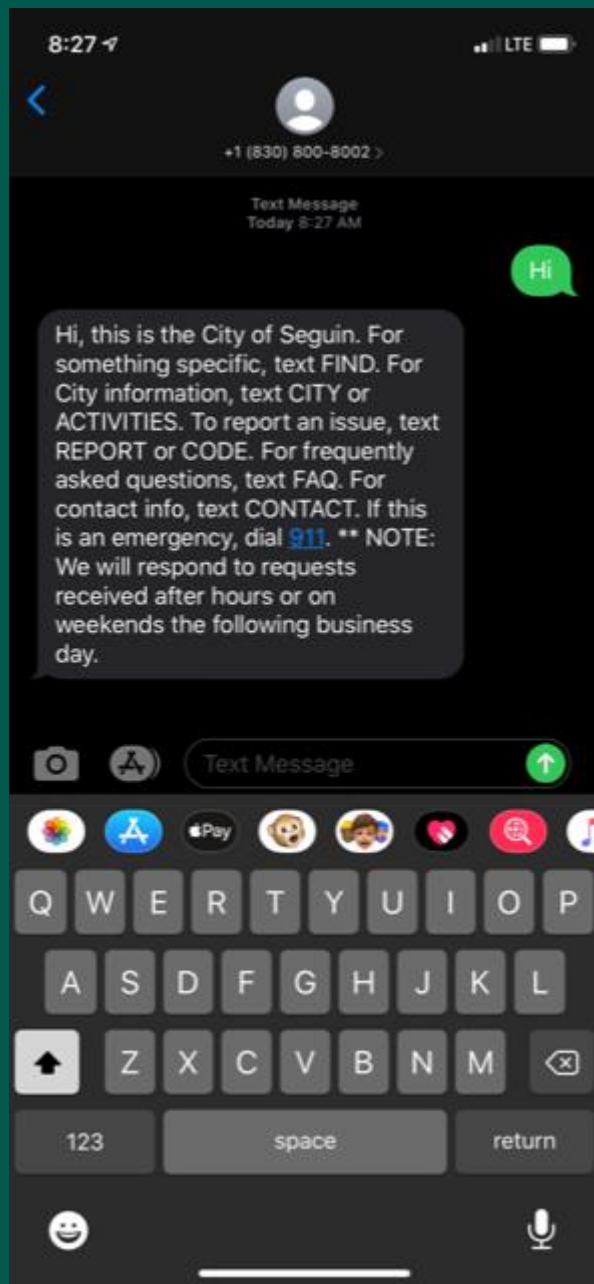 8:27
LTE
+1 (830) 800-8002 >
Text Message
Today 8:27 AM
Hi
Hi, this is the City of Seguin. For
something specific, text FIND. For
City information, text CITY or
ACTIVITIES. To report an issue, text
REPORT or CODE. For frequently
asked questions, text FAQ. For
contact info, text CONTACT. If this
is an emergency, dial 911. ** NOTE:
We will respond to requests
received after hours or on
weekends the following business
day.
Text Message
Pay
Q W E R T Y U I O P
A S D F G H J K L
Z X C V B N M
123 space return